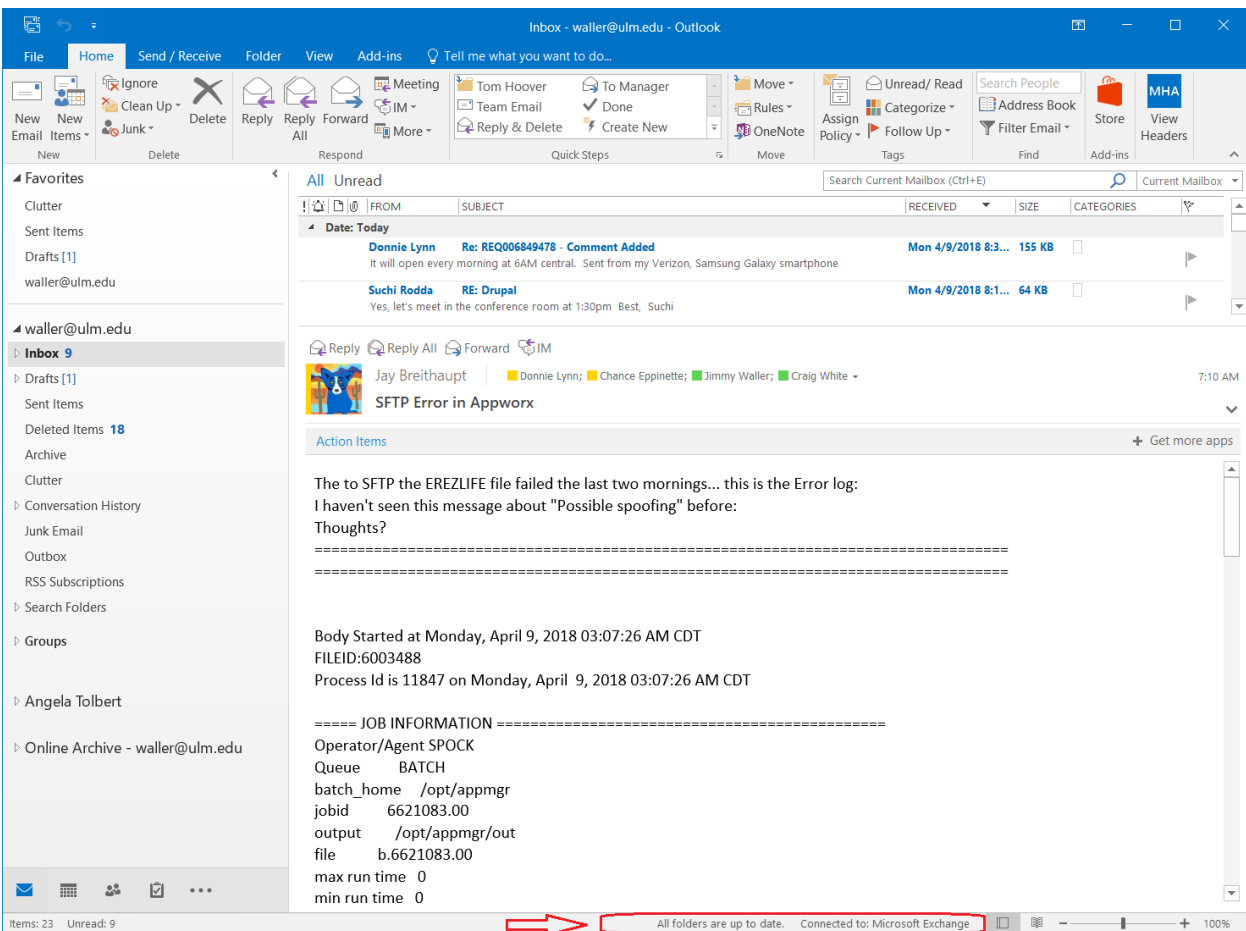 Inbox - waller@ulm.edu - Outlook
File Home Send / Receive Folder View Add-ins Tell me what you want to do...
New Email
New Items
Ignore
Clean Up
Junk
Delete
Reply
Reply All
Forward
Meeting
IM
More
Tom Hoover
Team Email
Reply & Delete
To Manager
Done
Create New
Move
Rules
OneNote
Assign Policy
Unread/ Read
Categorize
Follow Up
Search People
Address Book
Filter Email
Store
MHA
View Headers
New Delete Respond Quick Steps Move Tags Find Add-ins
Favorites
Clutter
Sent Items
Drafts [1]
waller@ulm.edu
waller@ulm.edu
Inbox 9
Drafts [1]
Sent Items
Deleted Items 18
Archive
Clutter
Conversation History
Junk Email
Outbox
RSS Subscriptions
Search Folders
Groups
Angela Tolbert
Online Archive - waller@ulm.edu
All Unread
Search Current Mailbox (Ctrl+E) Current Mailbox
! FROM SUBJECT RECEIVED SIZE CATEGORIES
Date: Today
Donnie Lynn Re: REQ006849478 - Comment Added Mon 4/9/2018 8:3... 155 KB
It will open every morning at 6AM central. Sent from my Verizon, Samsung Galaxy smartphone
Suchi Rodda RE: Drupal Mon 4/9/2018 8:1... 64 KB
Yes, let's meet in the conference room at 1:30pm Best, Suchi
Reply Reply All Forward IM
Jay Breithaupt Donnie Lynn; Chance Eppinette; Jimmy Waller; Craig White 7:10 AM
SFTP Error in Appworx
Action Items + Get more apps
The to SFTP the EREZLIFE file failed the last two mornings... this is the Error log:
I haven't seen this message about "Possible spoofing" before:
Thoughts?
==================================================================================
==================================================================================
Body Started at Monday, April 9, 2018 03:07:26 AM CDT
FILEID:6003488
Process Id is 11847 on Monday, April 9, 2018 03:07:26 AM CDT
===== JOB INFORMATION ==============================================
Operator/Agent SPOCK
Queue BATCH
batch_home /opt/appmgr
jobid 6621083.00
output /opt/appmgr/out
file b.6621083.00
max run time 0
min run time 0
Items: 23 Unread: 9 All folders are up to date. Connected to: Microsoft Exchange 100%